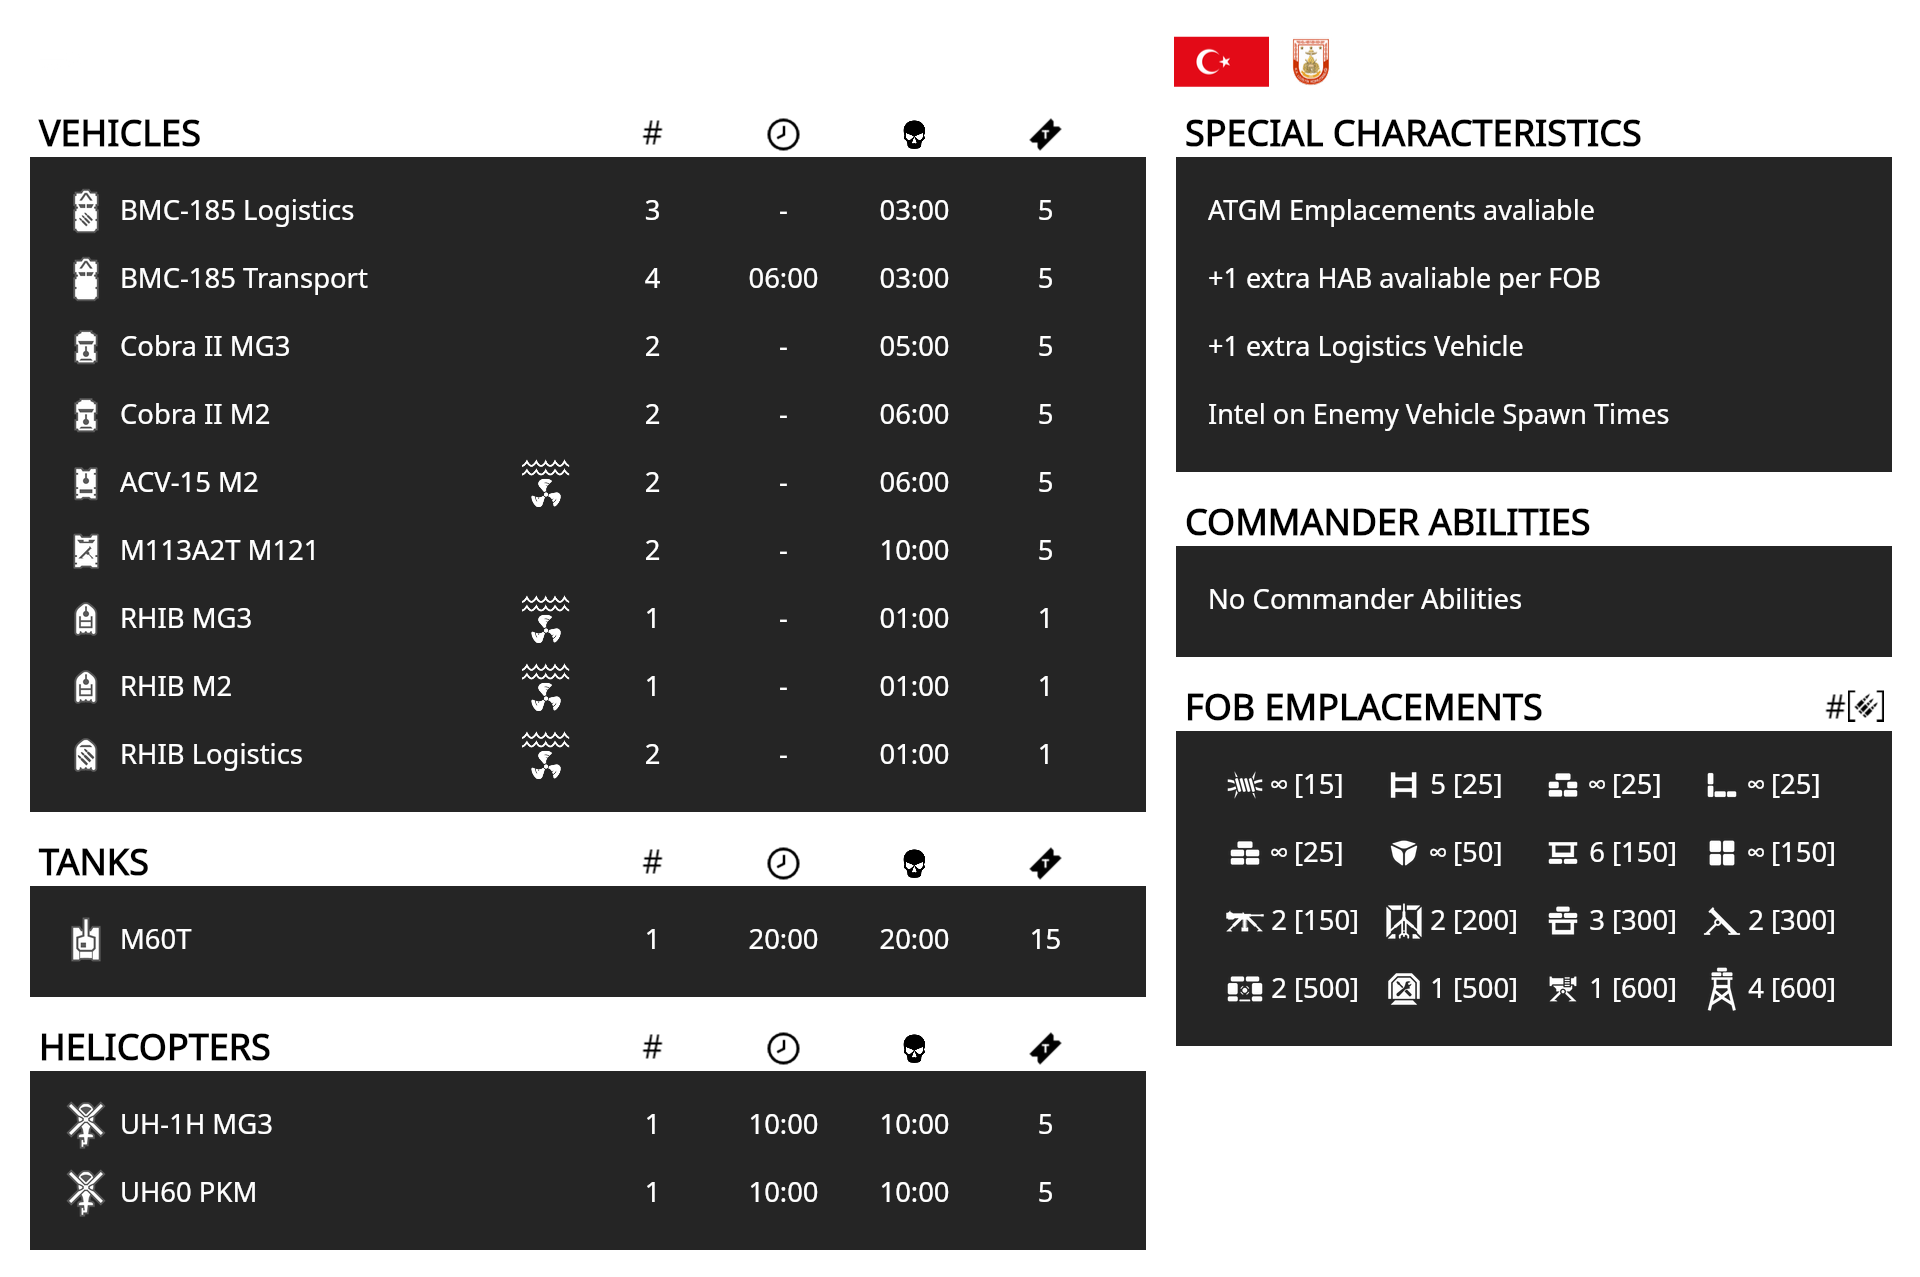 VEHICLES #
BMC-185 Logistics 3 - 03:00 5
BMC-185 Transport 4 06:00 03:00 5
Cobra II MG3 2 - 05:00 5
Cobra II M2 2 - 06:00 5
ACV-15 M2 2 - 06:00 5
M113A2T M121 2 - 10:00 5
RHIB MG3 1 - 01:00 1
RHIB M2 1 - 01:00 1
RHIB Logistics 2 - 01:00 1
TANKS # T
M60T 1 20:00 20:00 15
HELICOPTERS # T
UH-1H MG3 1 10:00 10:00 5
UH60 PKM 1 10:00 10:00 5
SPECIAL CHARACTERISTICS
ATGM Emplacements avaliable
+1 extra HAB avaliable per FOB
+1 extra Logistics Vehicle
Intel on Enemy Vehicle Spawn Times
COMMANDER ABILITIES
No Commander Abilities
FOB EMPLACEMENTS #[ ]
∞ [15] 5 [25] ∞ [25] ∞ [25]
∞ [25] ∞ [50] 6 [150] ∞ [150]
2 [150] 2 [200] 3 [300] 2 [300]
2 [500] 1 [500] 1 [600] 4 [600]